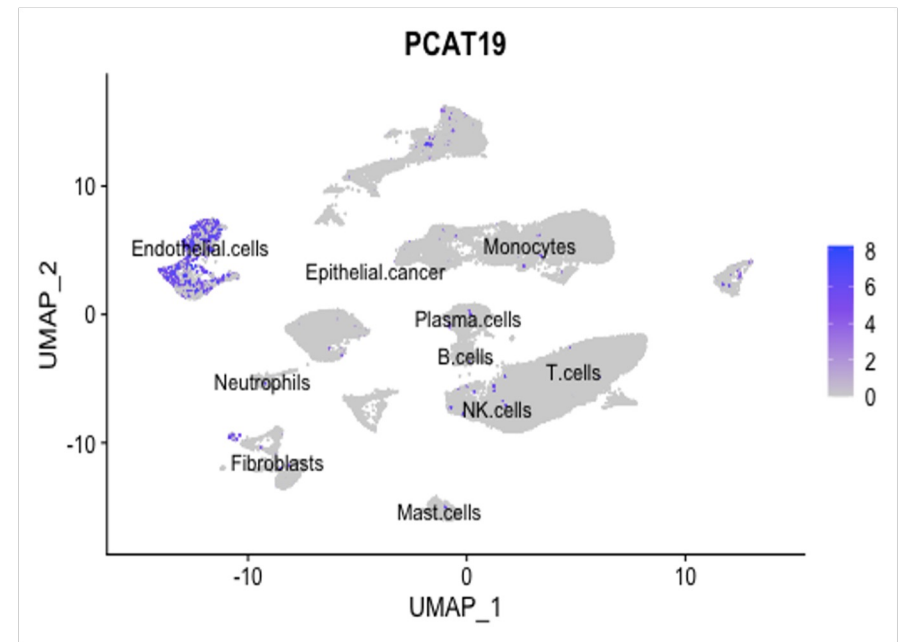 PCAT19
10
0
-10
UMAP_2
Endothelial.cells
Monocytes
Epithelial.cancer
Plasma.cells
B.cells
T.cells
Neutrophils
NK.cells
Fibroblasts
Mast.cells
8
6
4
2
0
-10
0
10
UMAP_1